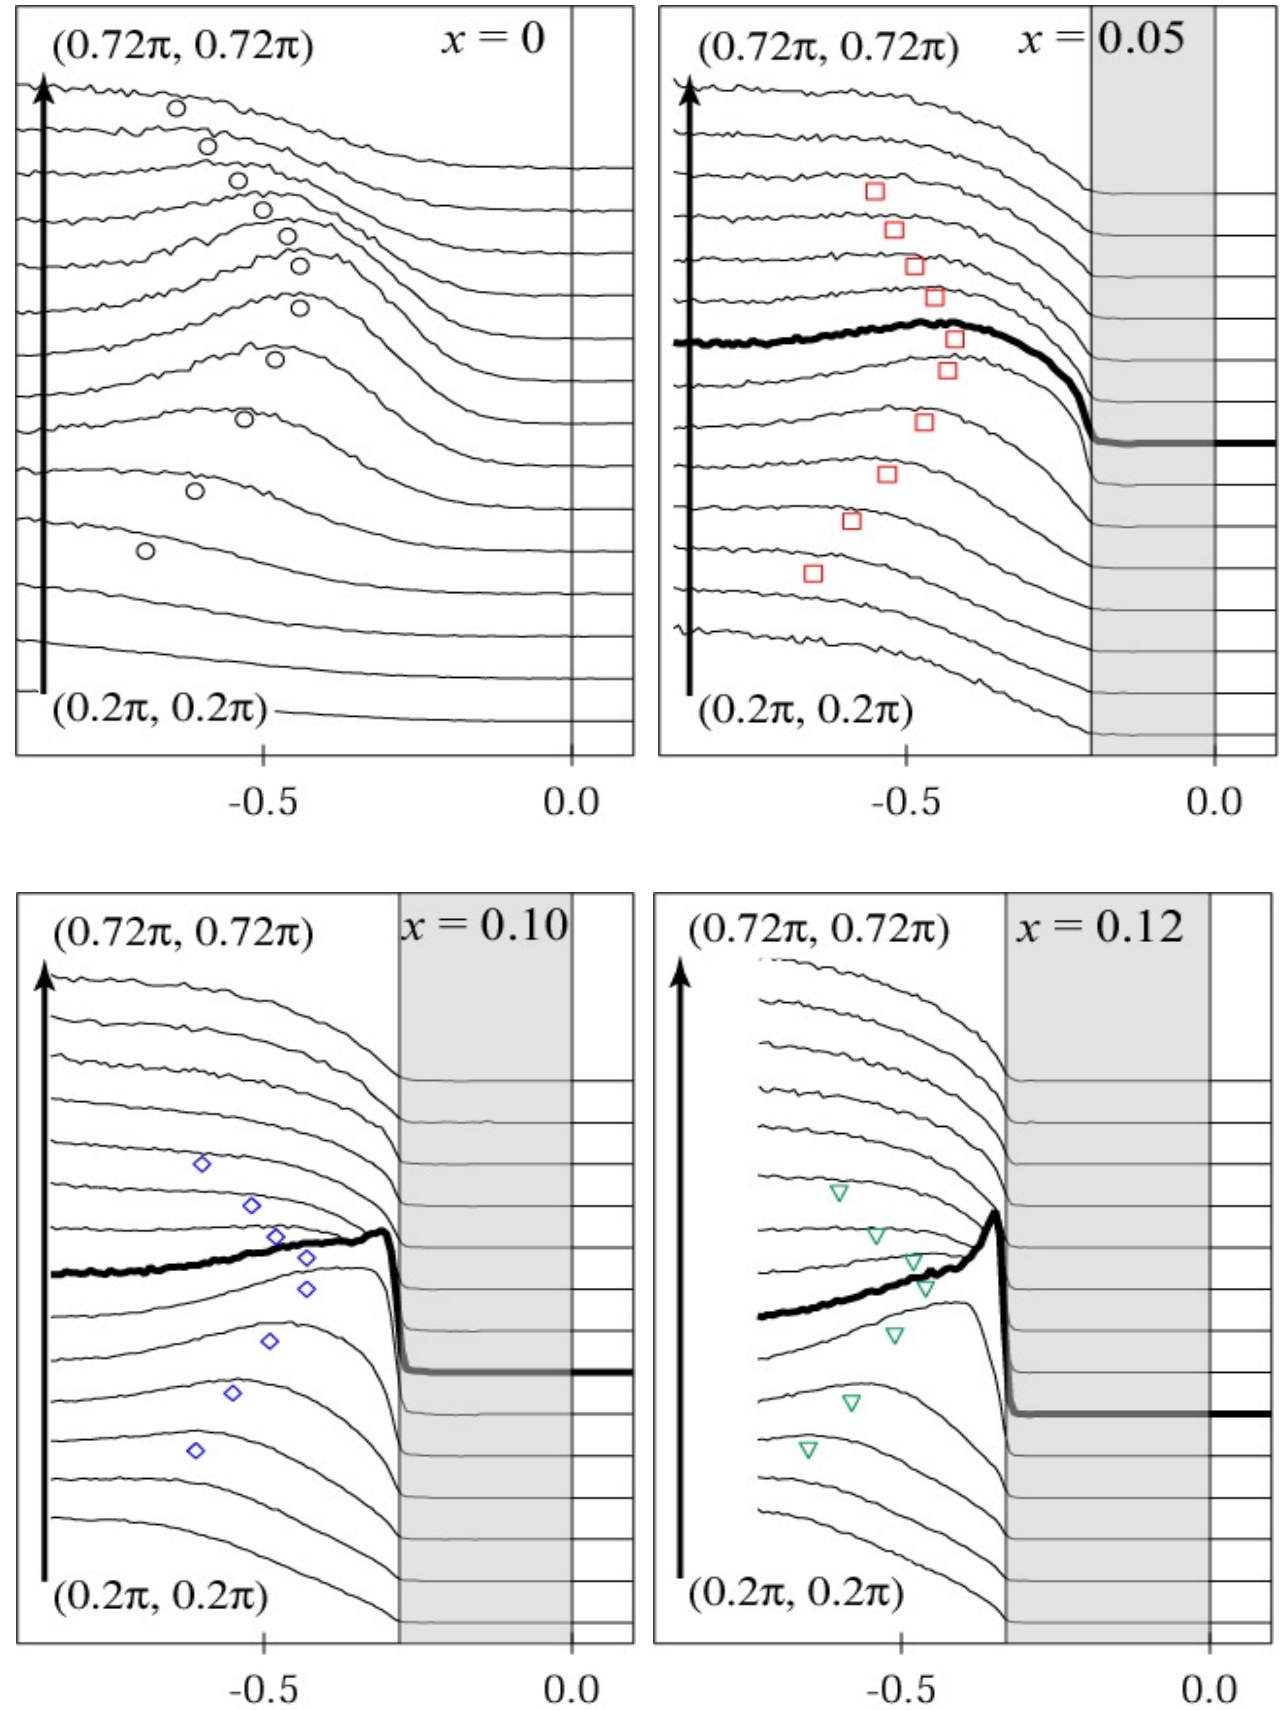 (0.72π, 0.72π) x = 0
(0.2π, 0.2π)
-0.5 0.0
(0.72π, 0.72π) x = 0.05
(0.2π, 0.2π)
-0.5 0.0
(0.72π, 0.72π) x = 0.10
(0.2π, 0.2π)
-0.5 0.0
(0.72π, 0.72π) x = 0.12
(0.2π, 0.2π)
-0.5 0.0